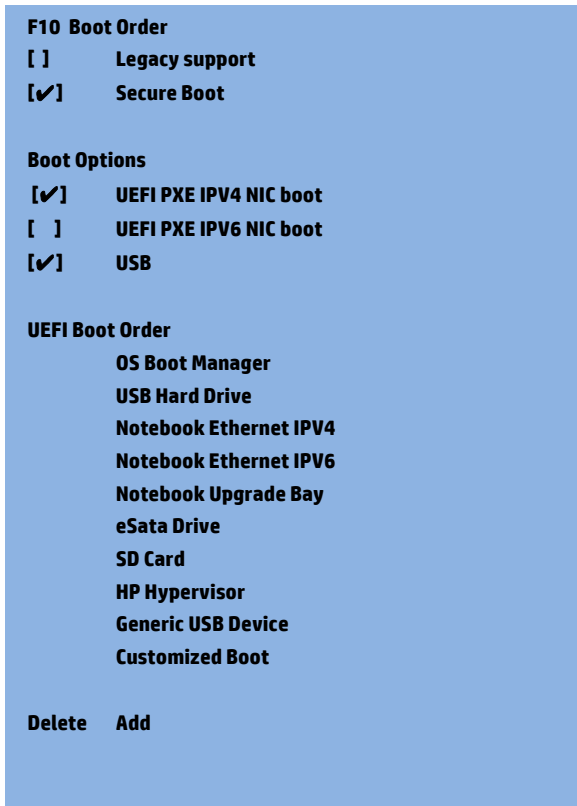 F10 Boot Order
[ ] Legacy support
[✔] Secure Boot
Boot Options
[✔] UEFI PXE IPV4 NIC boot
[ ] UEFI PXE IPV6 NIC boot
[✔] USB
UEFI Boot Order
OS Boot Manager
USB Hard Drive
Notebook Ethernet IPV4
Notebook Ethernet IPV6
Notebook Upgrade Bay
eSata Drive
SD Card
HP Hypervisor
Generic USB Device
Customized Boot
Delete Add